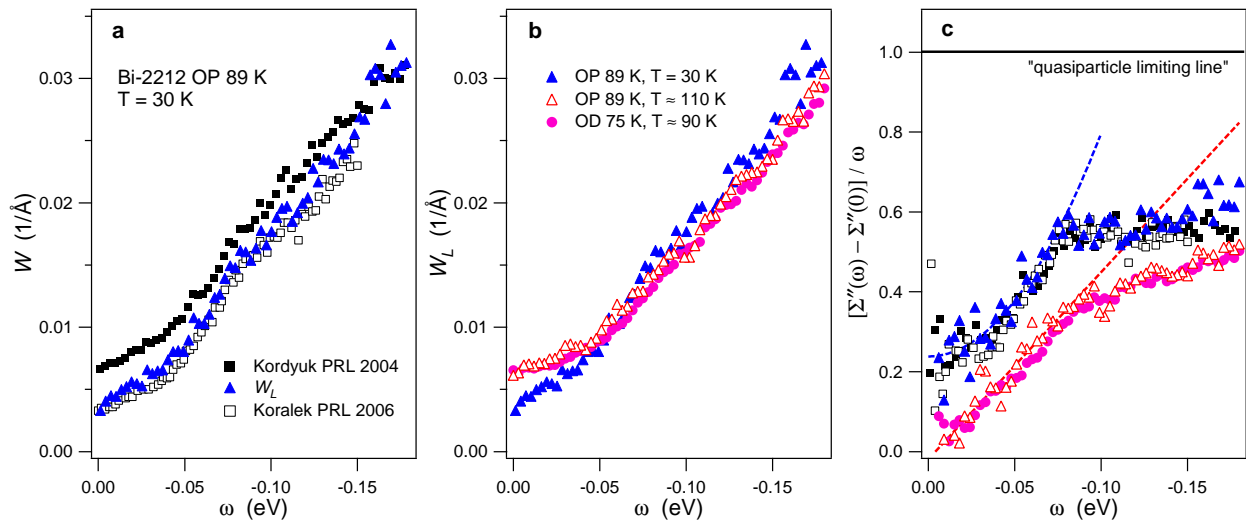 a
Bi-2212 OP 89 K
T = 30 K
Kordyuk PRL 2004
W_L
Koralek PRL 2006
W (1/Å)
0.03
0.02
0.01
0.00
0.00
-0.05
-0.10
-0.15
ω (eV)
b
OP 89 K, T = 30 K
OP 89 K, T ≈ 110 K
OD 75 K, T ≈ 90 K
W_L (1/Å)
0.03
0.02
0.01
0.00
0.00
-0.05
-0.10
-0.15
ω (eV)
c
"quasiparticle limiting line"
[Σ″(ω) − Σ″(0)] / ω
1.0
0.8
0.6
0.4
0.2
0.0
0.00
-0.05
-0.10
-0.15
ω (eV)